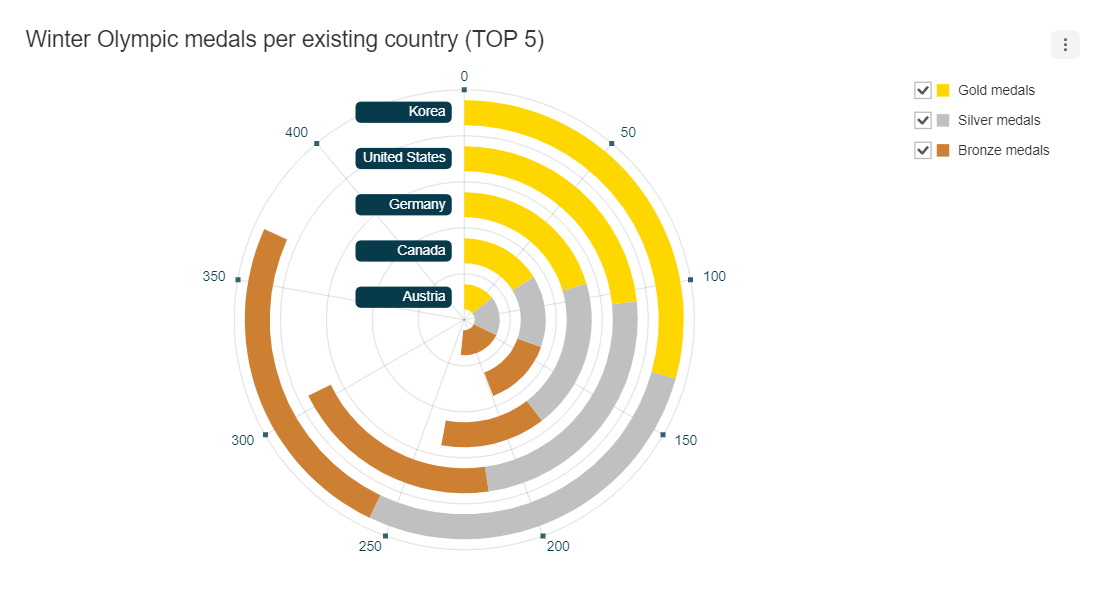 Winter Olympic medals per existing country (TOP 5)
0
50
100
150
200
250
300
350
400
Korea
United States
Germany
Canada
Austria
Gold medals
Silver medals
Bronze medals